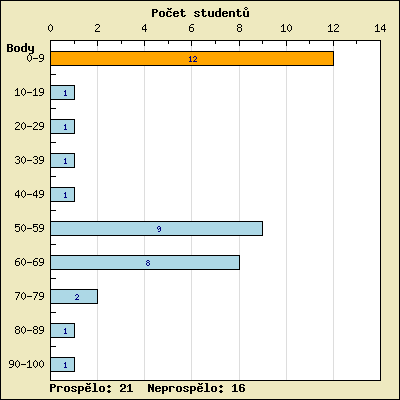 Počet studentů
0 2 4 6 8 10 12 14
Body
0-9 12
10-19 1
20-29 1
30-39 1
40-49 1
50-59 9
60-69 8
70-79 2
80-89 1
90-100 1
Prospělo: 21 Neprospělo: 16